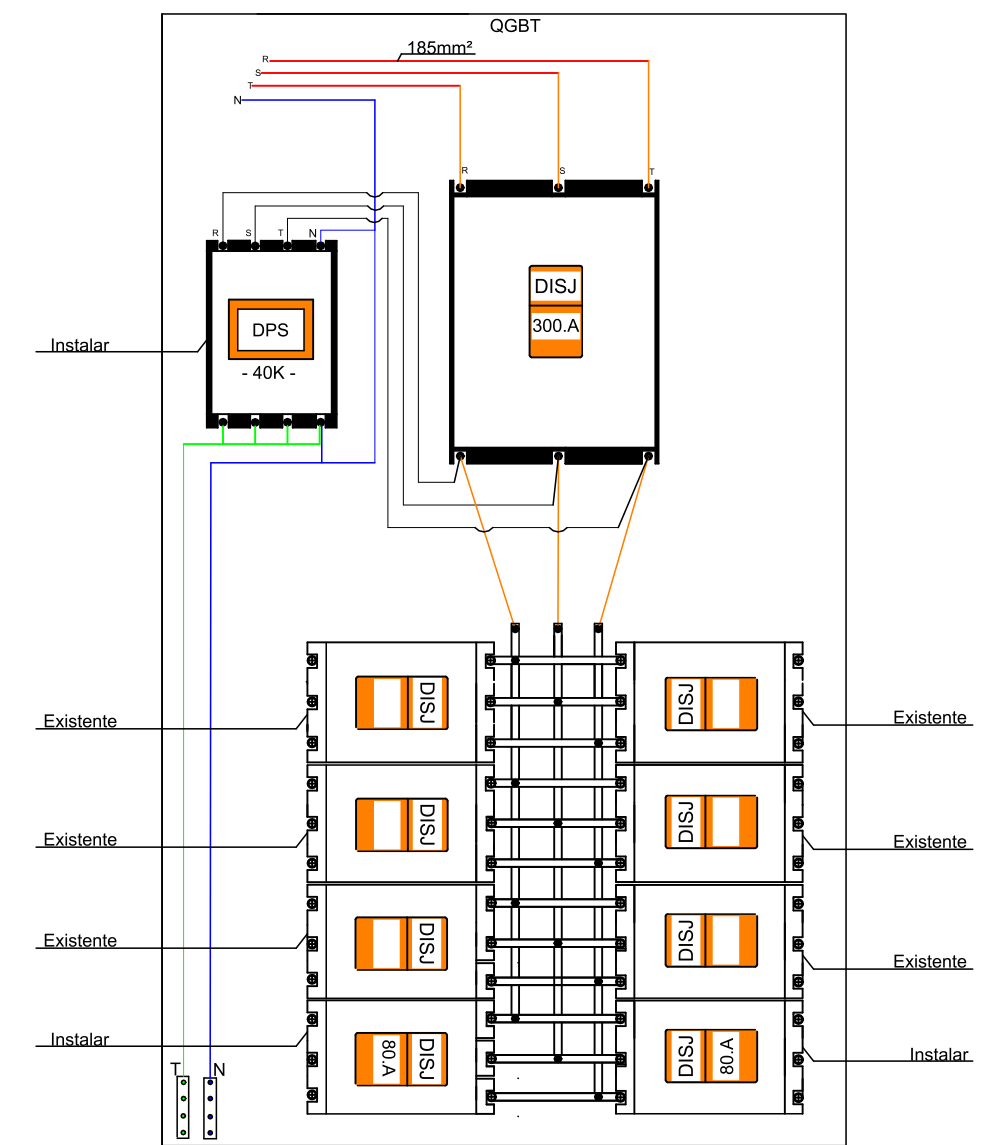 QGBT
185mm²
R
S
T
N
R
S
T
R
S
T
N
DISJ
300.A
DPS
- 40K -
Instalar
DISJ
DISJ
Existente
Existente
DISJ
DISJ
Existente
Existente
DISJ
DISJ
Existente
Existente
80.A
DISJ
DISJ
80.A
Instalar
Instalar
T
N